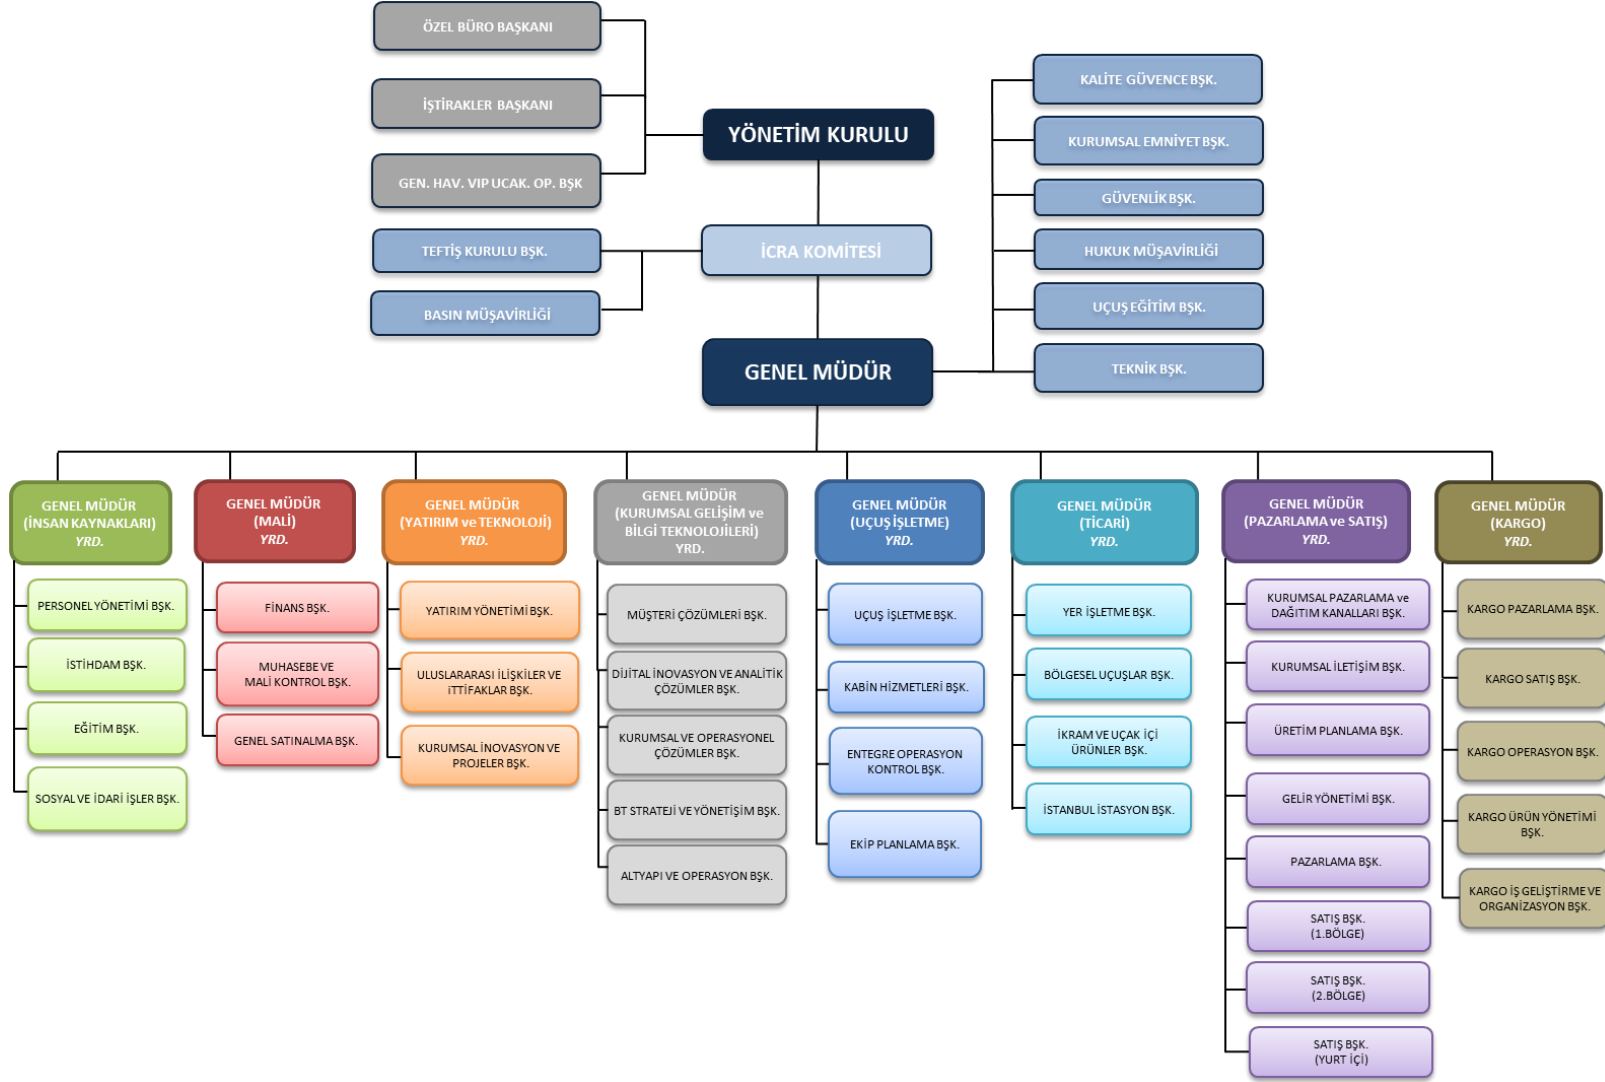 ÖZEL BÜRO BAŞKANI
İŞTİRAKLER BAŞKANI
GEN. HAV. VIP UCAK. OP. BŞK
YÖNETİM KURULU
TEFTİŞ KURULU BŞK.
BASIN MÜŞAVİRLİĞİ
İCRA KOMİTESİ
GENEL MÜDÜR
KALİTE GÜVENCE BŞK.
KURUMSAL EMNİYET BŞK.
GÜVENLİK BŞK.
HUKUK MÜŞAVİRLİĞİ
UÇUŞ EĞİTİM BŞK.
TEKNİK BŞK.
GENEL MÜDÜR
(İNSAN KAYNAKLARI)
YRD.
PERSONEL YÖNETİMİ BŞK.
İSTİHDAM BŞK.
EĞİTİM BŞK.
SOSYAL VE İDARİ İŞLER BŞK.
GENEL MÜDÜR
(MALİ)
YRD.
FİNANS BŞK.
MUHASEBE VE
MALİ KONTROL BŞK.
GENEL SATINALMA BŞK.
GENEL MÜDÜR
(YATIRIM ve TEKNOLOJİ)
YRD.
YATIRIM YÖNETİMİ BŞK.
ULUSLARARASI İLİŞKİLER VE
iTTİFAKLAR BŞK.
KURUMSAL İNOVASYON VE
PROJELER BŞK.
GENEL MÜDÜR
(KURUMSAL GELİŞİM ve
BİLGİ TEKNOLOJİLERİ)
YRD.
MÜŞTERİ ÇÖZÜMLERİ BŞK.
DİJİTAL İNOVASYON VE ANALİTİK
ÇÖZÜMLER BŞK.
KURUMSAL VE OPERASYONEL
ÇÖZÜMLER BŞK.
BT STRATEJİ VE YÖNETİŞİM BŞK.
ALTYAPI VE OPERASYON BŞK.
GENEL MÜDÜR
(UÇUŞ İŞLETME)
YRD.
UÇUŞ İŞLETME BŞK.
KABİN HİZMETLERİ BŞK.
ENTEGRE OPERASYON
KONTROL BŞK.
EKİP PLANLAMA BŞK.
GENEL MÜDÜR
(TİCARİ)
YRD.
YER İŞLETME BŞK.
BÖLGESEL UÇUŞLAR BŞK.
İKRAM VE UÇAK İÇİ
ÜRÜNLER BŞK.
İSTANBUL İSTASYON BŞK.
GENEL MÜDÜR
(PAZARLAMA ve SATIŞ)
YRD.
KURUMSAL PAZARLAMA ve
DAĞITIM KANALLARI BŞK.
KURUMSAL İLETİŞİM BŞK.
ÜRETİM PLANLAMA BŞK.
GELİR YÖNETİMİ BŞK.
PAZARLAMA BŞK.
SATIŞ BŞK.
(1.BÖLGE)
SATIŞ BŞK.
(2.BÖLGE)
SATIŞ BŞK.
(YURT İÇİ)
GENEL MÜDÜR
(KARGO)
YRD.
KARGO PAZARLAMA BŞK.
KARGO SATIŞ BŞK.
KARGO OPERASYON BŞK.
KARGO ÜRÜN YÖNETİMİ
BŞK.
KARGO İŞ GELİŞTİRME VE
ORGANİZASYON BŞK.